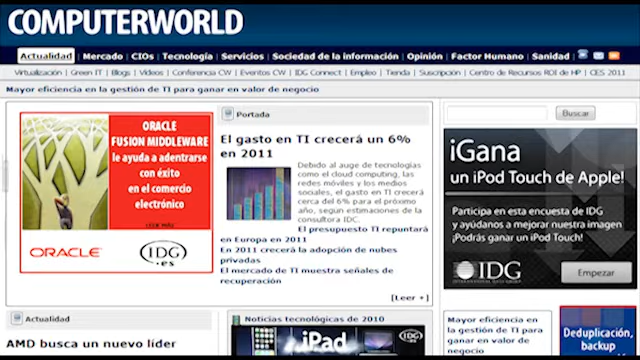 COMPUTERWORLD
Actualidad | Mercado | CIOs | Tecnología | Servicios | Sociedad de la información | Opinión | Factor Humano | Sanidad
Virtualización | Green IT | Blogs | Videos | Conferencia CW | Eventos CW | IDG Connect | Empleo | Tienda | Suscripción | Centro de Recursos ROI de HP | CES 2011
Mayor eficiencia en la gestión de TI para ganar en valor de negocio
ORACLE
FUSION MIDDLEWARE
le ayuda a adentrarse
con éxito
en el comercio
electrónico
LEER MÁS
ORACLE
IDG
.es
Portada
El gasto en TI crecerá un 6%
en 2011
Debido al auge de tecnologías
como el cloud computing, las
redes móviles y los medios
sociales, el gasto en TI crecerá
cerca del 6% para el próximo
año, según estimaciones de la
consultora IDC.
El presupuesto TI repuntará
en Europa en 2011
En 2011 crecerá la adopción de nubes
privadas
El mercado de TI muestra señales de
recuperación
[Leer +]
Buscar
iGana
un iPod Touch de Apple!
Participa en esta encuesta de IDG
y ayúdanos a mejorar nuestra imagen
¡Podrás ganar un iPod Touch!
IDG
Empezar
Actualidad
AMD busca un nuevo líder
Noticias tecnológicas de 2010
iPad
IDG
.es
Mayor eficiencia
en la gestión de TI
para ganar en valor
de negocio
Deduplicación,
backup